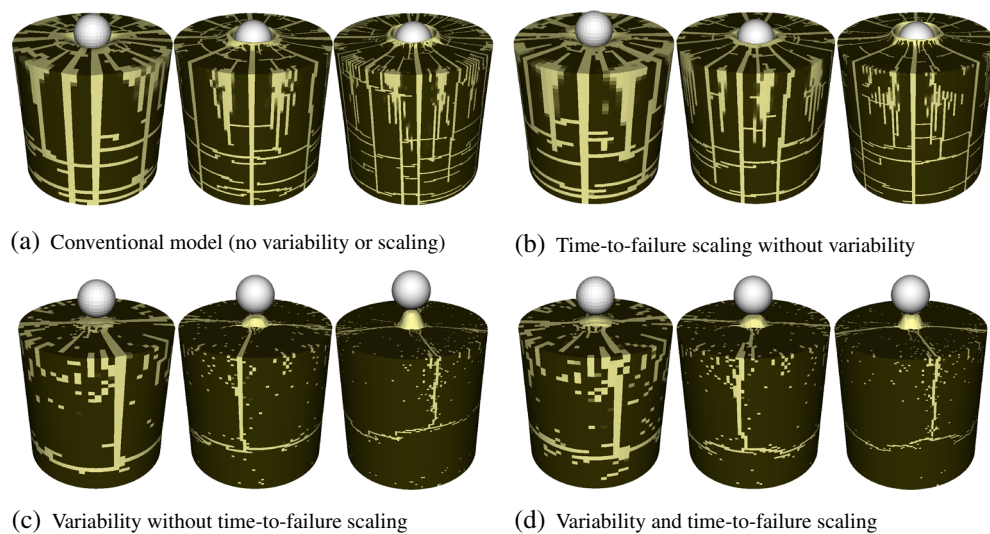 (a) Conventional model (no variability or scaling)
(b) Time-to-failure scaling without variability
(c) Variability without time-to-failure scaling
(d) Variability and time-to-failure scaling